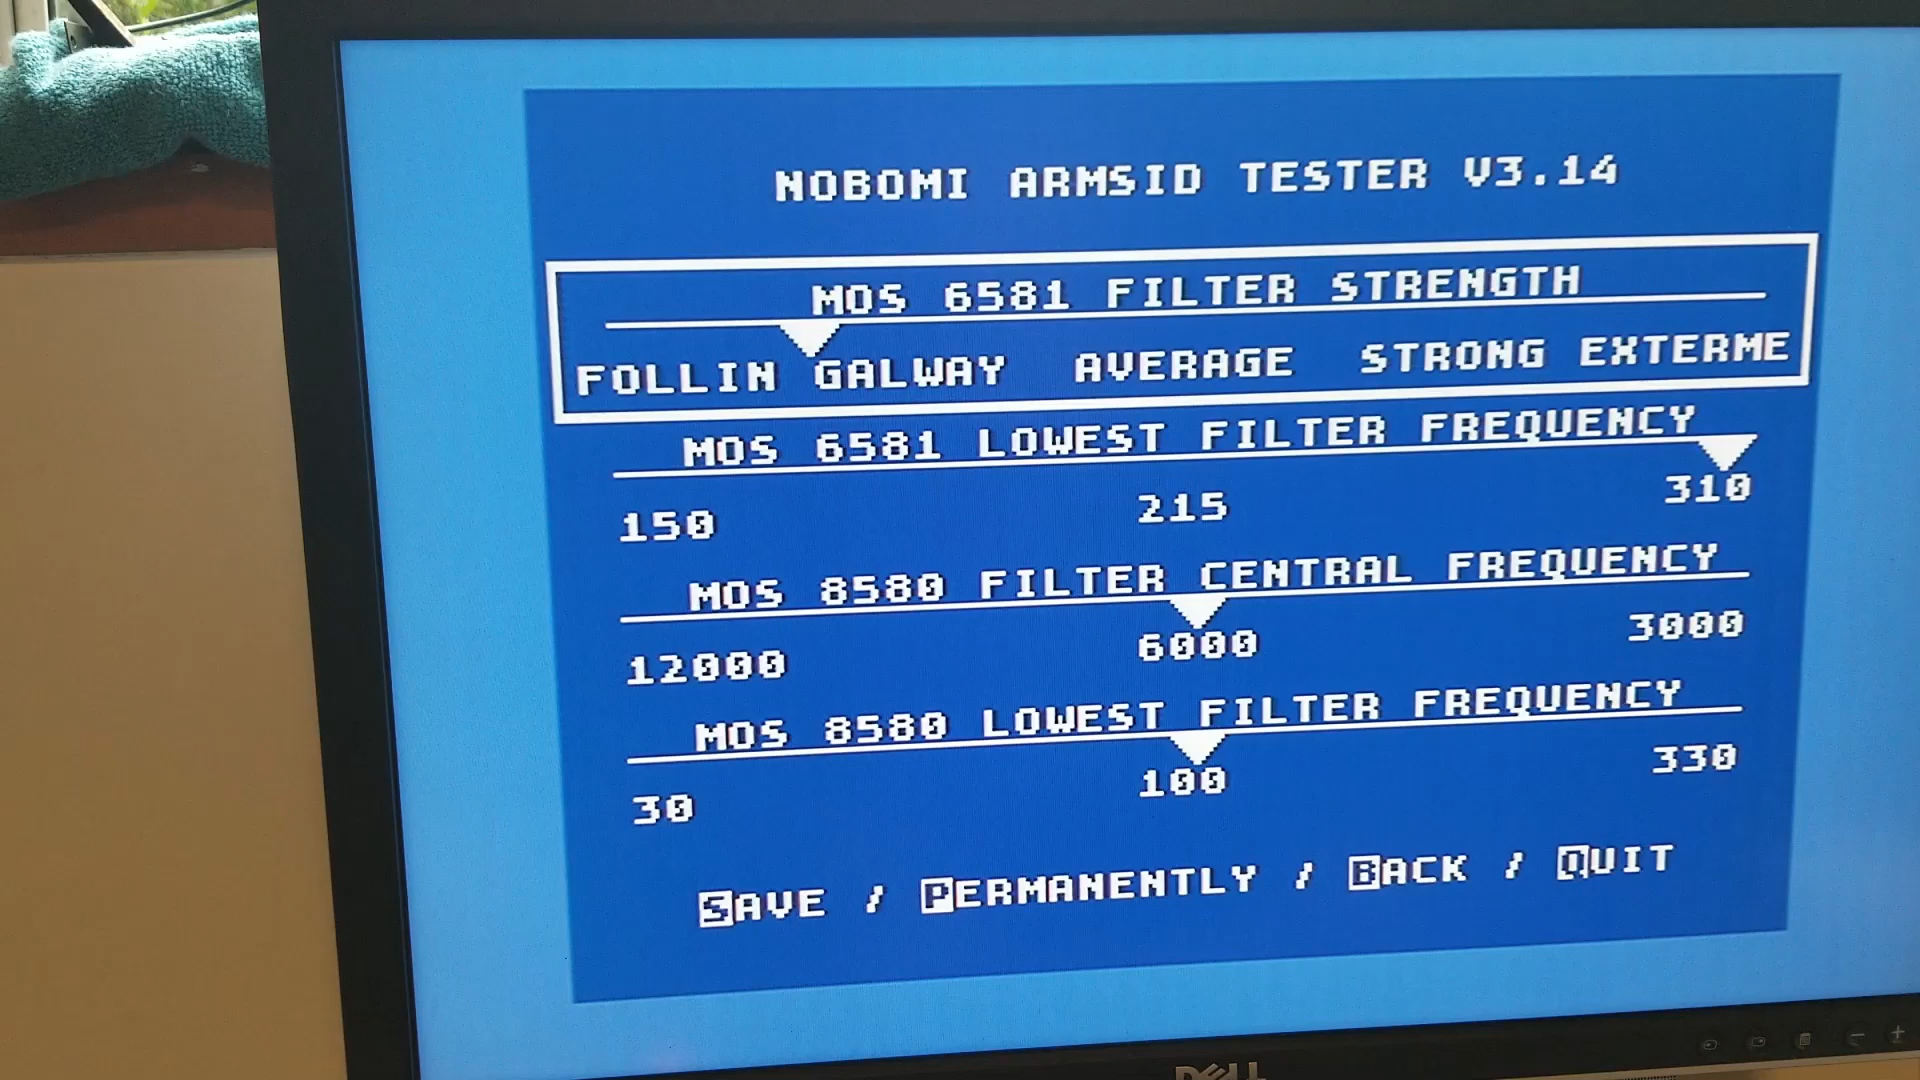 NOBOMI ARMSID TESTER V3.14
MOS 6581 FILTER STRENGTH
FOLLIN GALWAY AVERAGE STRONG EXTERME
MOS 6581 LOWEST FILTER FREQUENCY
150 215 310
MOS 8580 FILTER CENTRAL FREQUENCY
12000 6000 3000
MOS 8580 LOWEST FILTER FREQUENCY
30 100 330
SAVE / PERMANENTLY / BACK / QUIT
DELL